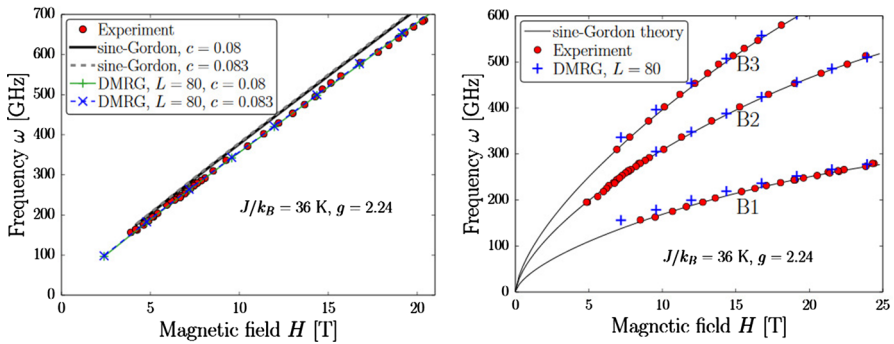 700
600
500
400
300
200
100
0
Frequency ω [GHz]
Experiment
sine-Gordon, c = 0.08
sine-Gordon, c = 0.083
DMRG, L = 80, c = 0.08
DMRG, L = 80, c = 0.083
J/k_B = 36 K, g = 2.24
0 5 10 15 20
Magnetic field H [T]
600
500
400
300
200
100
0
Frequency ω [GHz]
sine-Gordon theory
Experiment
DMRG, L = 80
B3
B2
B1
J/k_B = 36 K, g = 2.24
0 5 10 15 20 25
Magnetic field H [T]